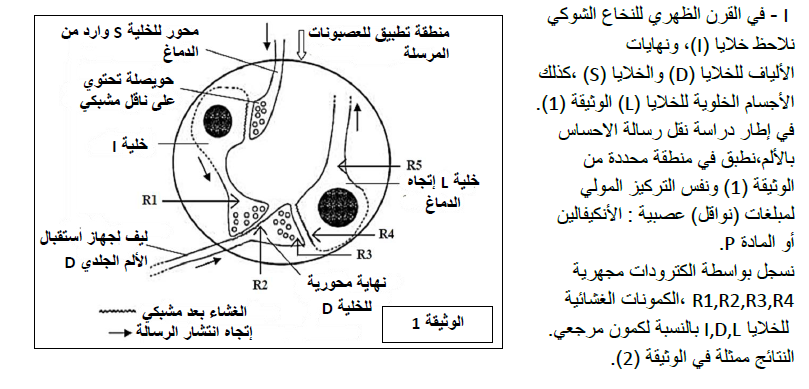 I - في القرن الظهري للنخاع الشوكي
نلاحظ خلايا (I)، ونهايات
الألياف للخلايا (D) والخلايا (S) ،كذلك
الأجسام الخلوية للخلايا (L) الوثيقة (1).
في إطار دراسة نقل رسالة الاحساس
بالألم،نطبق في منطقة محددة من
الوثيقة (1) ونفس التركيز المولي
لمبلغات (نواقل) عصبية : الأنكيفالين
أو المادة P.
نسجل بواسطة الكترودات مجهرية
R1,R2,R3,R4 ،الكمونات الغشائية
للخلايا I,D,L بالنسبة لكمون مرجعي.
النتائج ممثلة في الوثيقة (2).
منطقة تطبيق للعصبونات
المرسلة
محور للخلية S وارد من
الدماغ
حويصلة تحتوي
على ناقل مشبكي
خلية I
R5
خلية L إتجاه
الدماغ
R1
R4
R3
R2
ليف لجهاز أستقبال
الألم الجلدي D
نهاية محورية
للخلية D
الغشاء بعد مشبكي
إتجاه انتشار الرسالة
الوثيقة 1